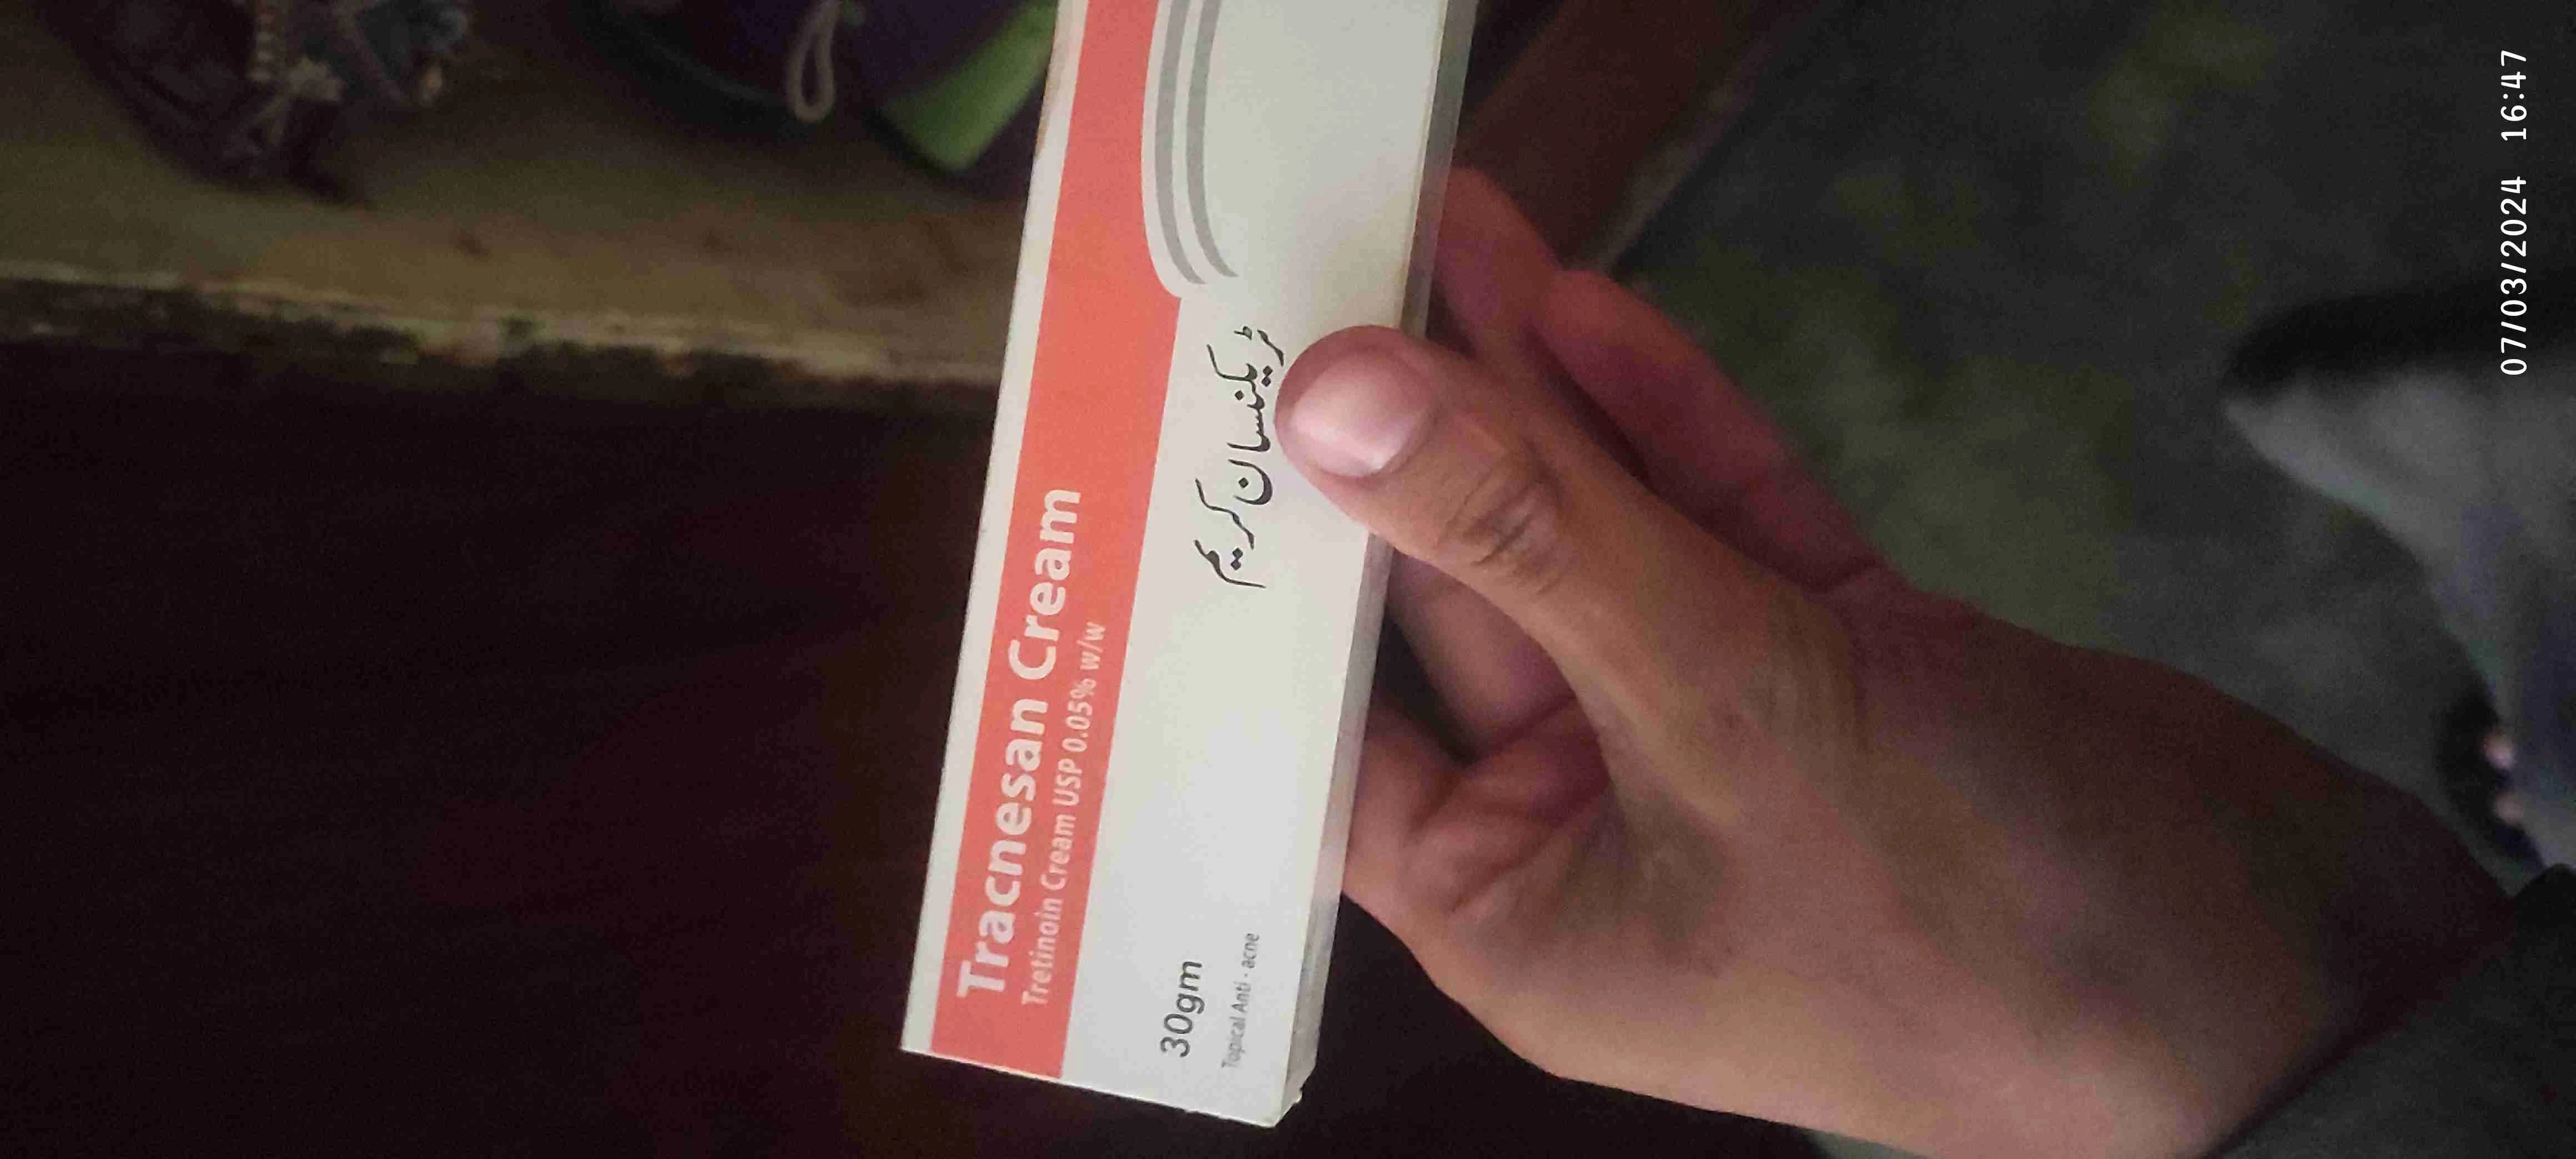 Tracnesan Cream
Tretinoin Cream USP 0.05% w/w
ٹریکنسان کریم
30gm
Topical Anti - acne
07/03/2024 16:47